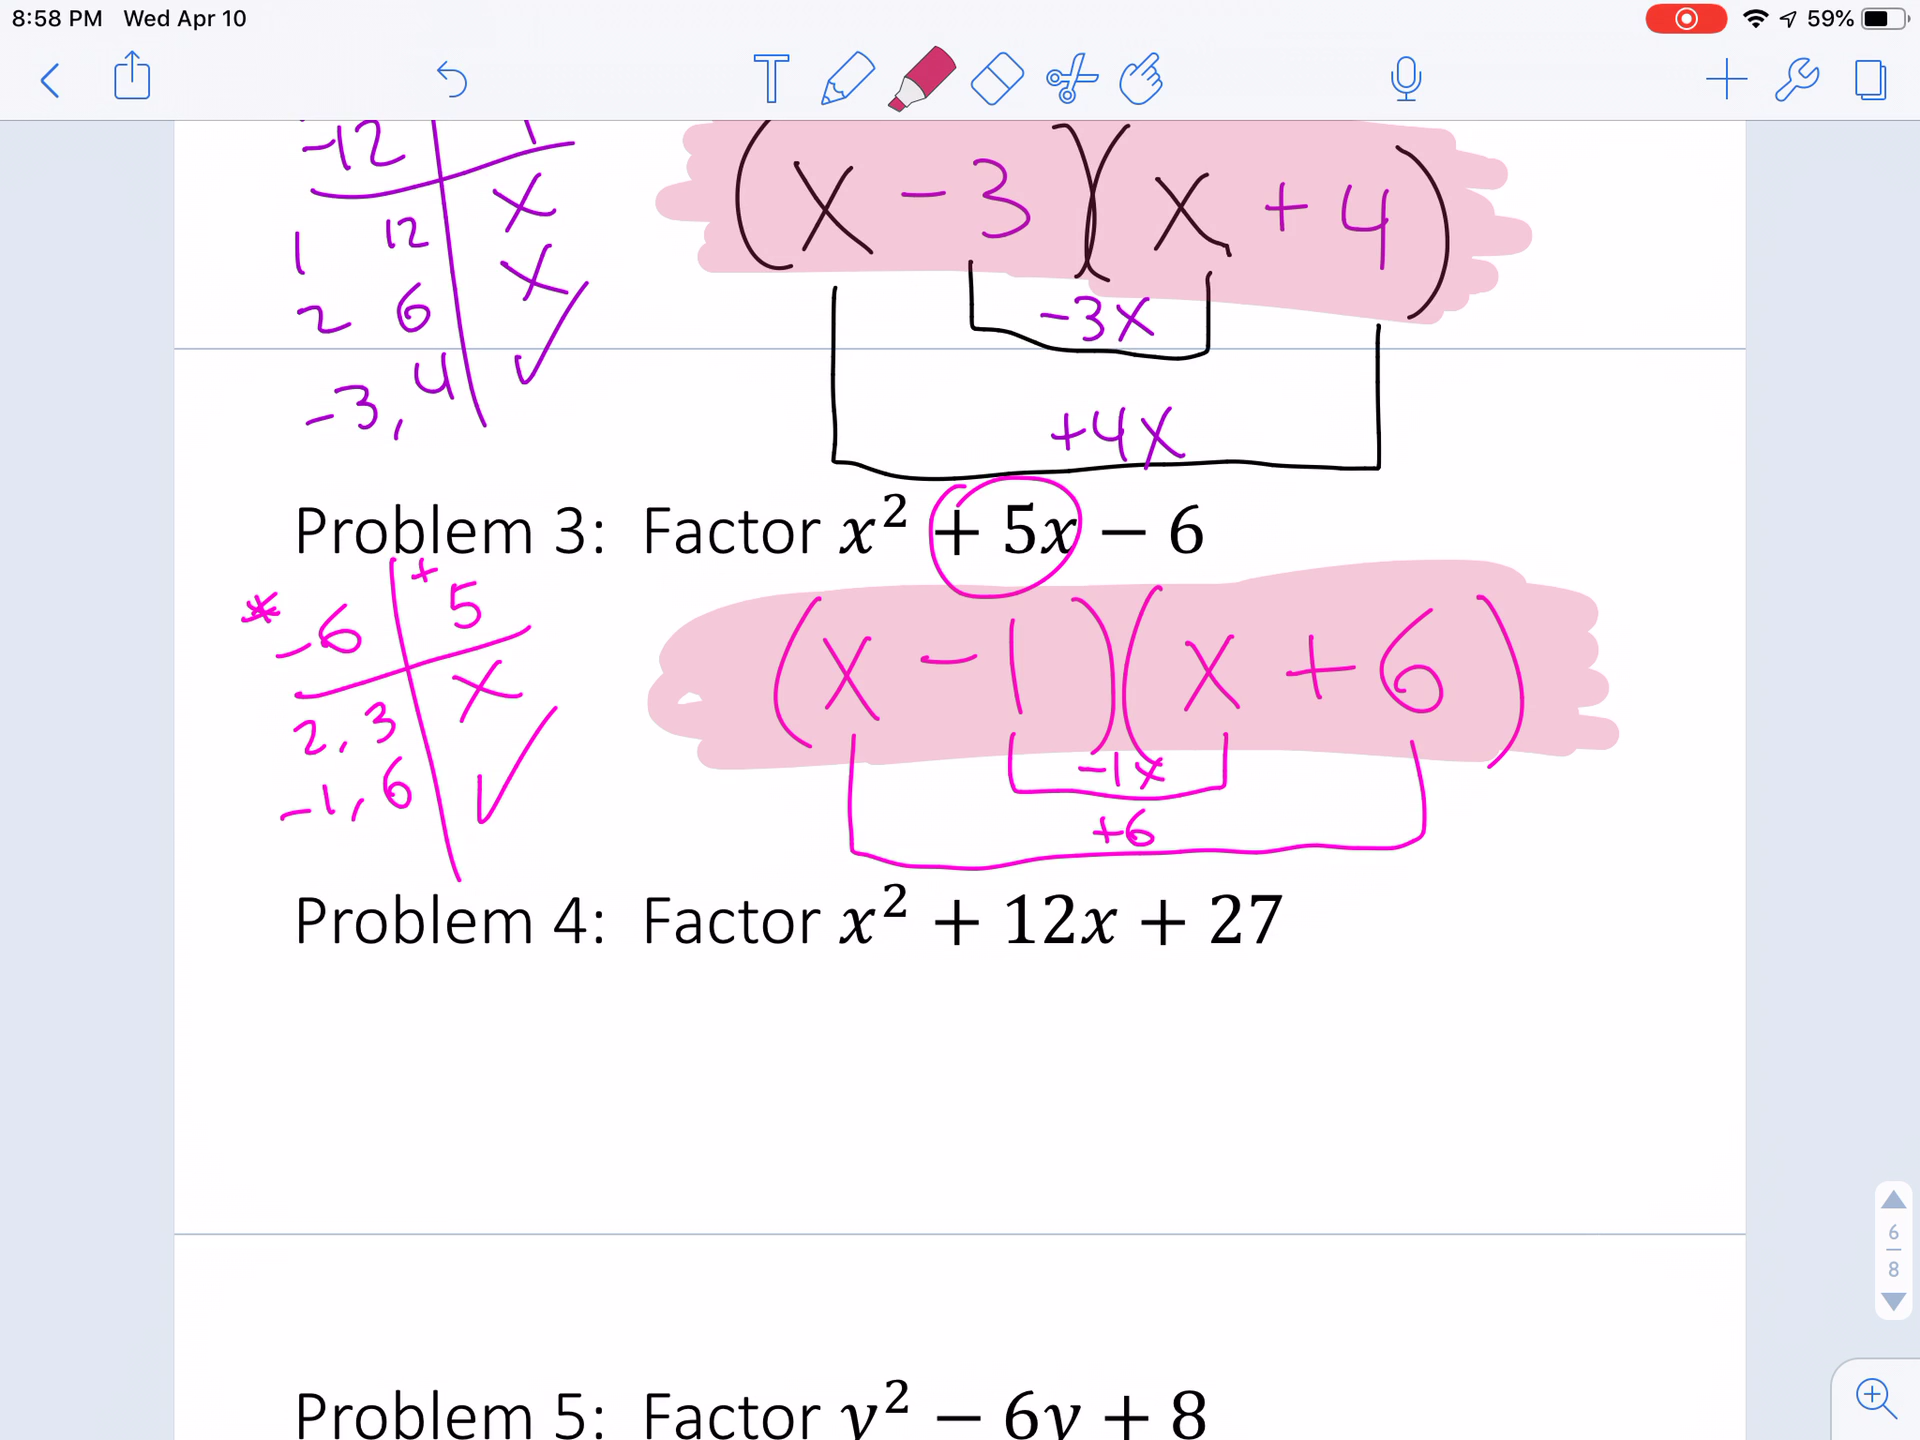 8:58 PM Wed Apr 10
59%
T
-12 1
1 12 X
2 6 X
-3, 4 ✓
(x - 3)(x + 4)
-3x
+4x
Problem 3: Factor x² + 5x − 6
* -6 +5
2, 3 X
-1, 6 ✓
(x - 1)(x + 6)
-1x
+6
Problem 4: Factor x² + 12x + 27
6
8
Problem 5: Factor y² − 6y + 8